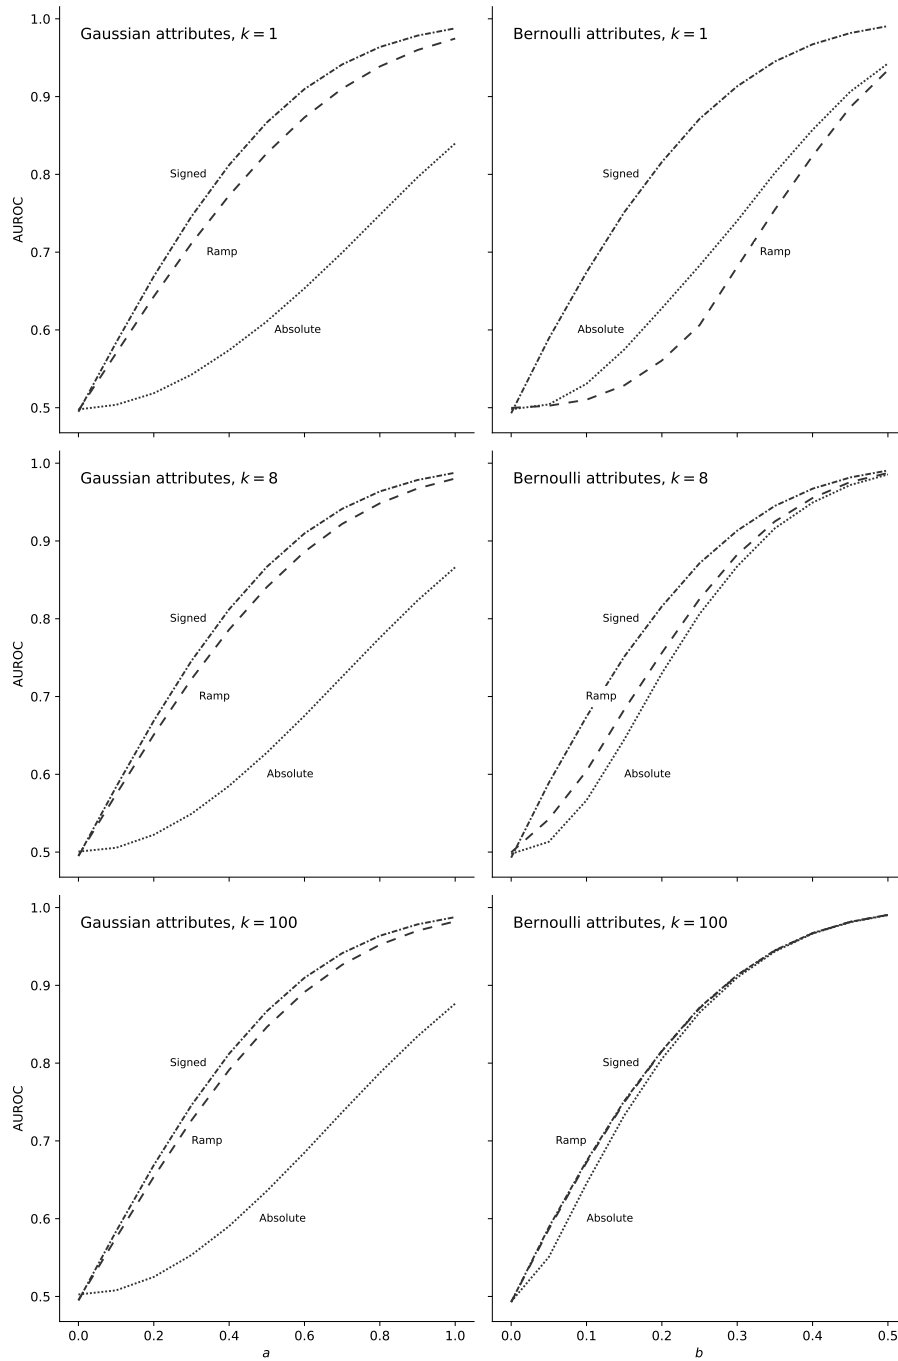 Gaussian attributes, k = 1
Bernoulli attributes, k = 1
1.0
0.9
0.8
0.7
0.6
0.5
AUROC
Signed
Ramp
Absolute
Signed
Ramp
Absolute
Gaussian attributes, k = 8
Bernoulli attributes, k = 8
1.0
0.9
0.8
0.7
0.6
0.5
AUROC
Signed
Ramp
Absolute
Signed
Ramp
Absolute
Gaussian attributes, k = 100
Bernoulli attributes, k = 100
1.0
0.9
0.8
0.7
0.6
0.5
AUROC
Signed
Ramp
Absolute
Signed
Ramp
Absolute
0.0 0.2 0.4 0.6 0.8 1.0
a
0.0 0.1 0.2 0.3 0.4 0.5
b